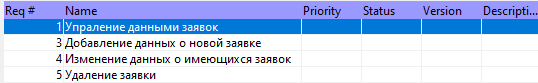 Req # Name Priority Status Version Descripti...
1 Упраление данными заявок
3 Добавление данных о новой заявке
4 Изменение данных о имеющихся заявок
5 Удаление заявки